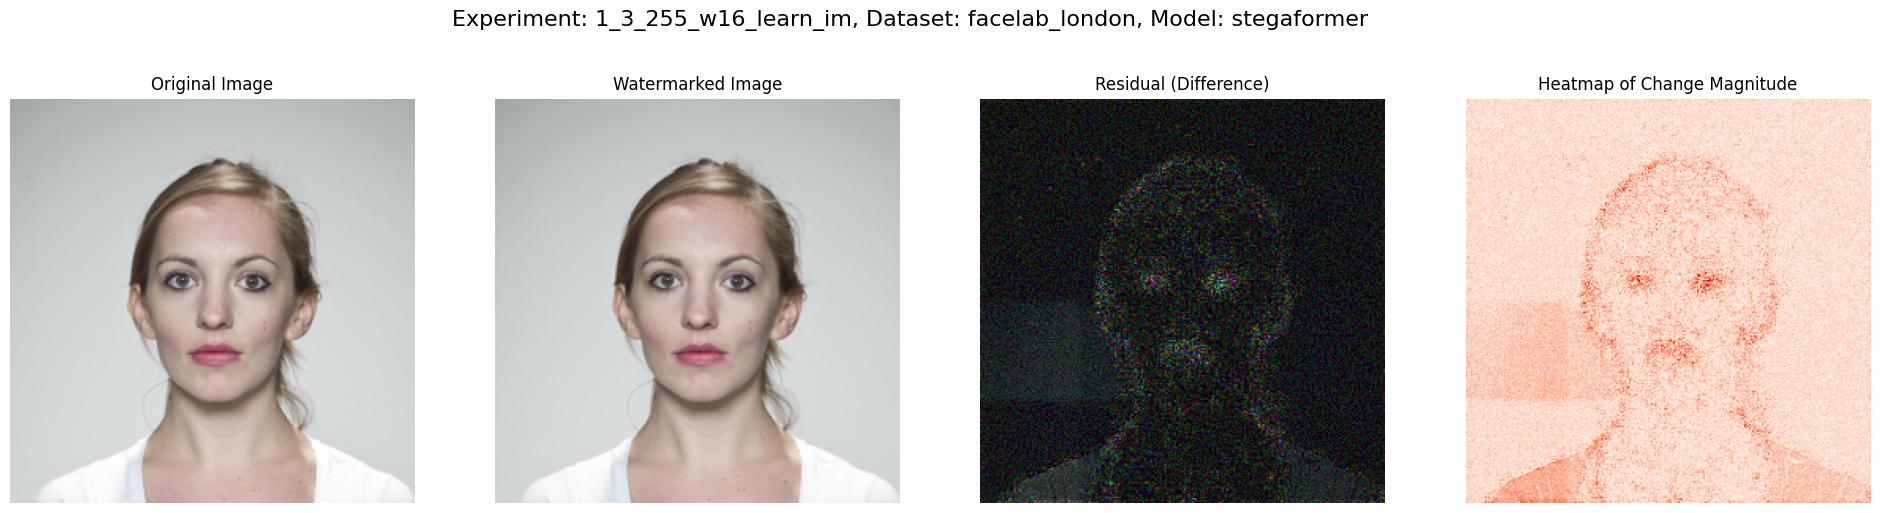 Experiment: 1_3_255_w16_learn_im, Dataset: facelab_london, Model: stegaformer
Original Image
Watermarked Image
Residual (Difference)
Heatmap of Change Magnitude